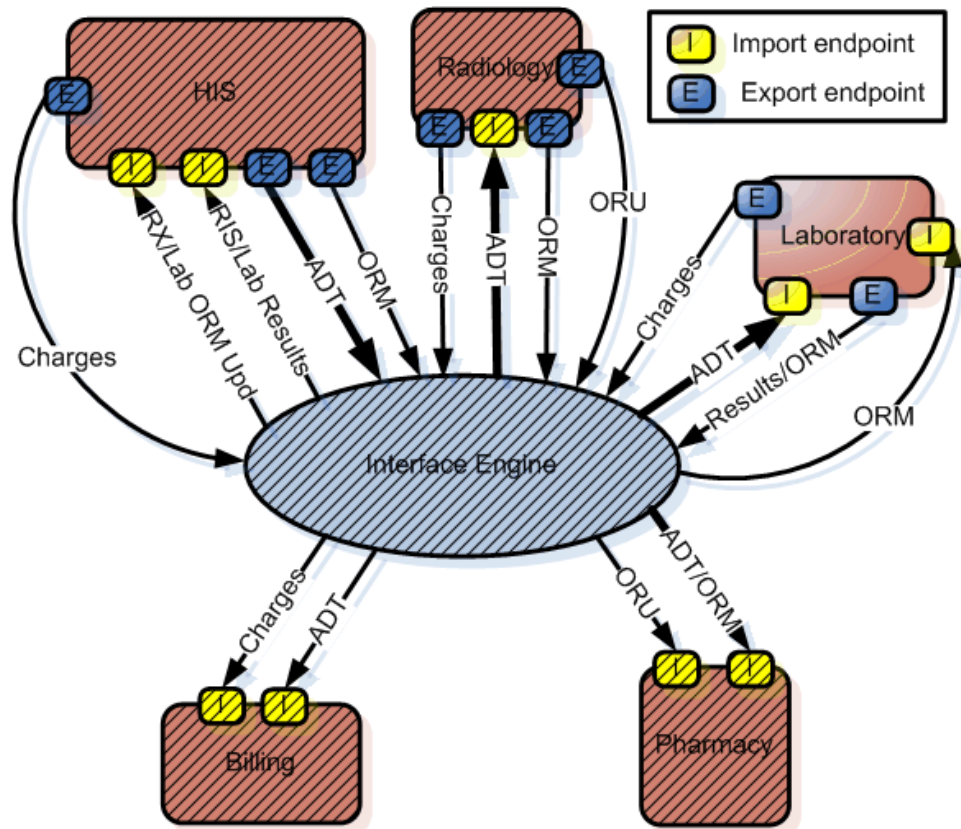 HIS
E
I
I
E
E
Radiology
E
E
I
E
I Import endpoint
E Export endpoint
Laboratory
E
I
I
E
Charges
RX/Lab ORM Upd
RIS/Lab Results
ADT
ORM
Charges
ADT
ORM
ORU
Charges
ADT
Results/ORM
ORM
Interface Engine
Charges
ADT
ORU
ADT/ORM
I
I
Billing
I
I
Pharmacy